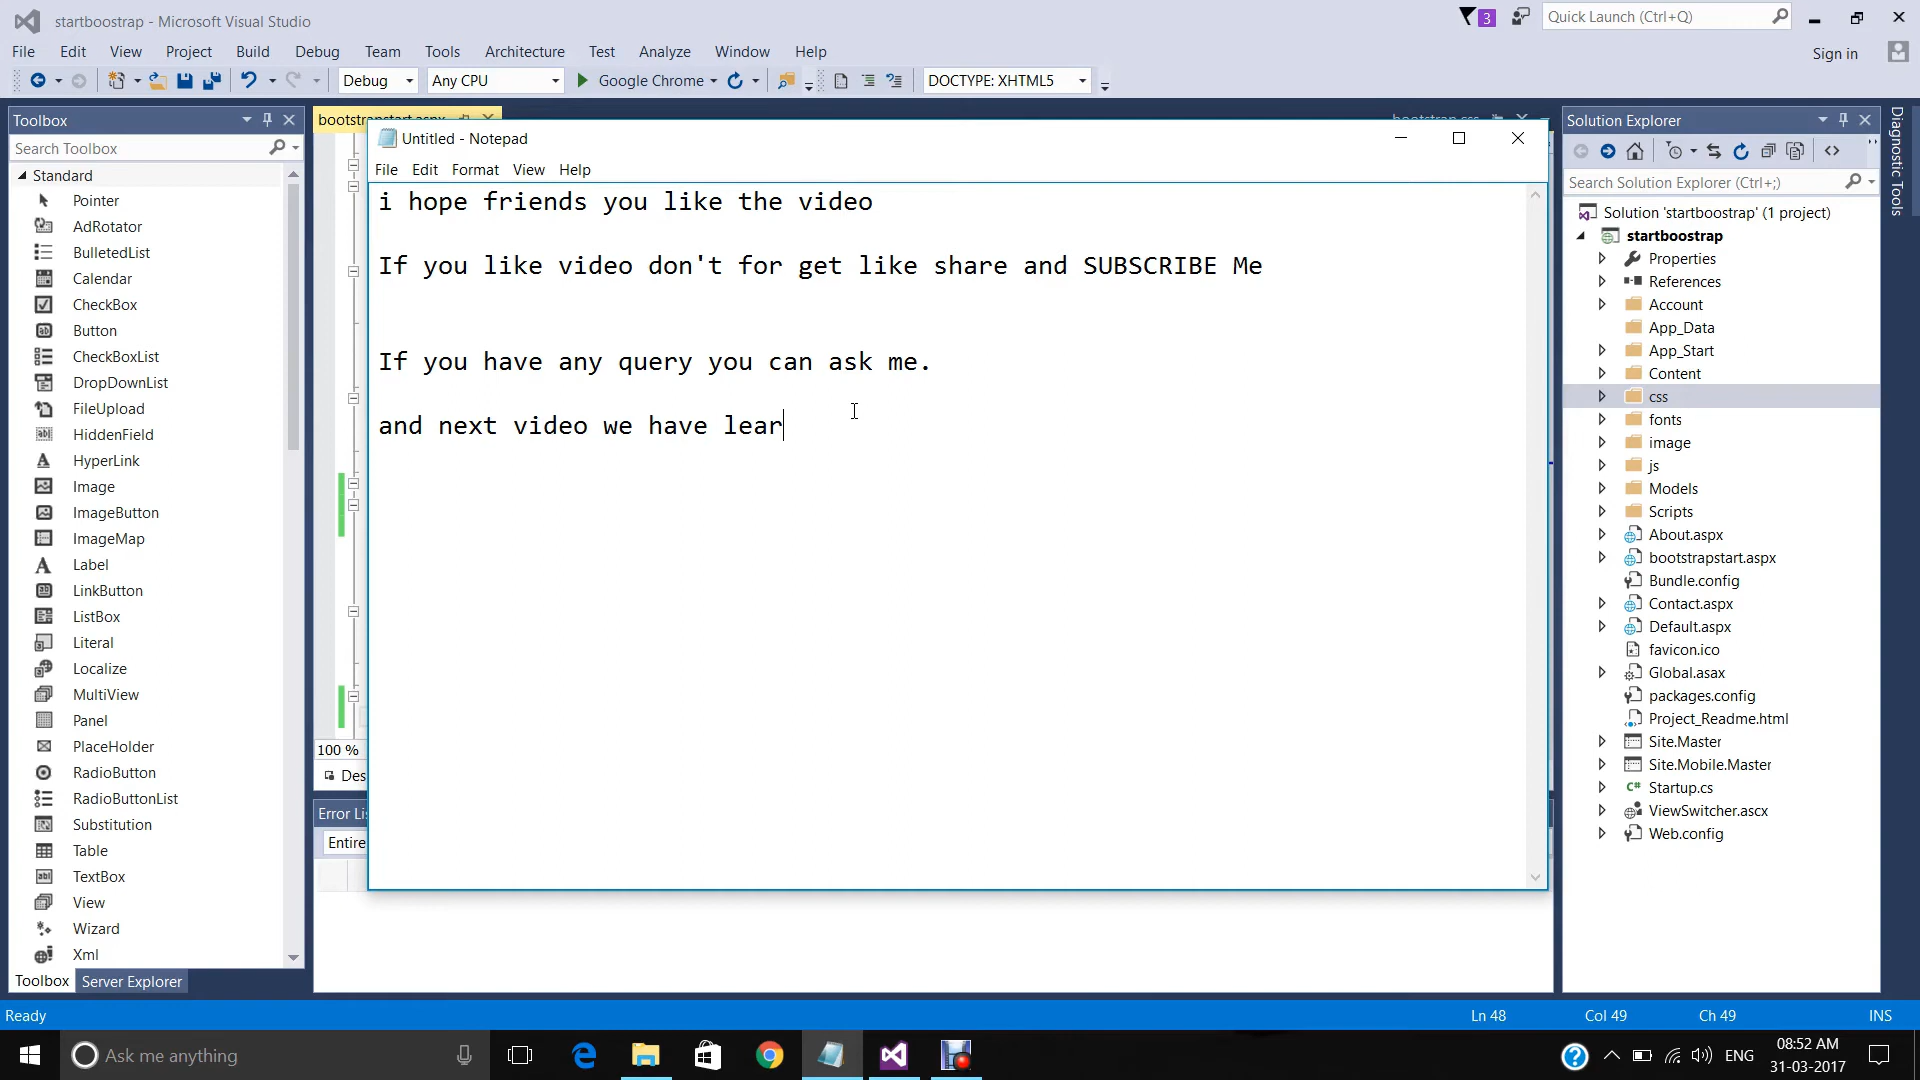 startboostrap - Microsoft Visual Studio
3
Quick Launch (Ctrl+Q)
File Edit View Project Build Debug Team Tools Architecture Test Analyze Window Help
Sign in
Debug Any CPU Google Chrome DOCTYPE: XHTML5
Toolbox
Search Toolbox
Standard
Pointer
AdRotator
BulletedList
Calendar
CheckBox
Button
CheckBoxList
DropDownList
FileUpload
HiddenField
HyperLink
Image
ImageButton
ImageMap
Label
LinkButton
ListBox
Literal
Localize
MultiView
Panel
PlaceHolder
RadioButton
RadioButtonList
Substitution
Table
TextBox
View
Wizard
Xml
Toolbox Server Explorer
bootstrapstart.aspx
bootstrap.css
Untitled - Notepad
File Edit Format View Help
i hope friends you like the video
If you like video don't for get like share and SUBSCRIBE Me
If you have any query you can ask me.
and next video we have lear
100 %
Des
Error Lis
Entire
Solution Explorer
Search Solution Explorer (Ctrl+;)
Solution 'startboostrap' (1 project)
startboostrap
Properties
References
Account
App_Data
App_Start
Content
css
fonts
image
js
Models
Scripts
About.aspx
bootstrapstart.aspx
Bundle.config
Contact.aspx
Default.aspx
favicon.ico
Global.asax
packages.config
Project_Readme.html
Site.Master
Site.Mobile.Master
Startup.cs
ViewSwitcher.ascx
Web.config
Diagnostic Tools
Ready Ln 48 Col 49 Ch 49 INS
Ask me anything
ENG
08:52 AM
31-03-2017